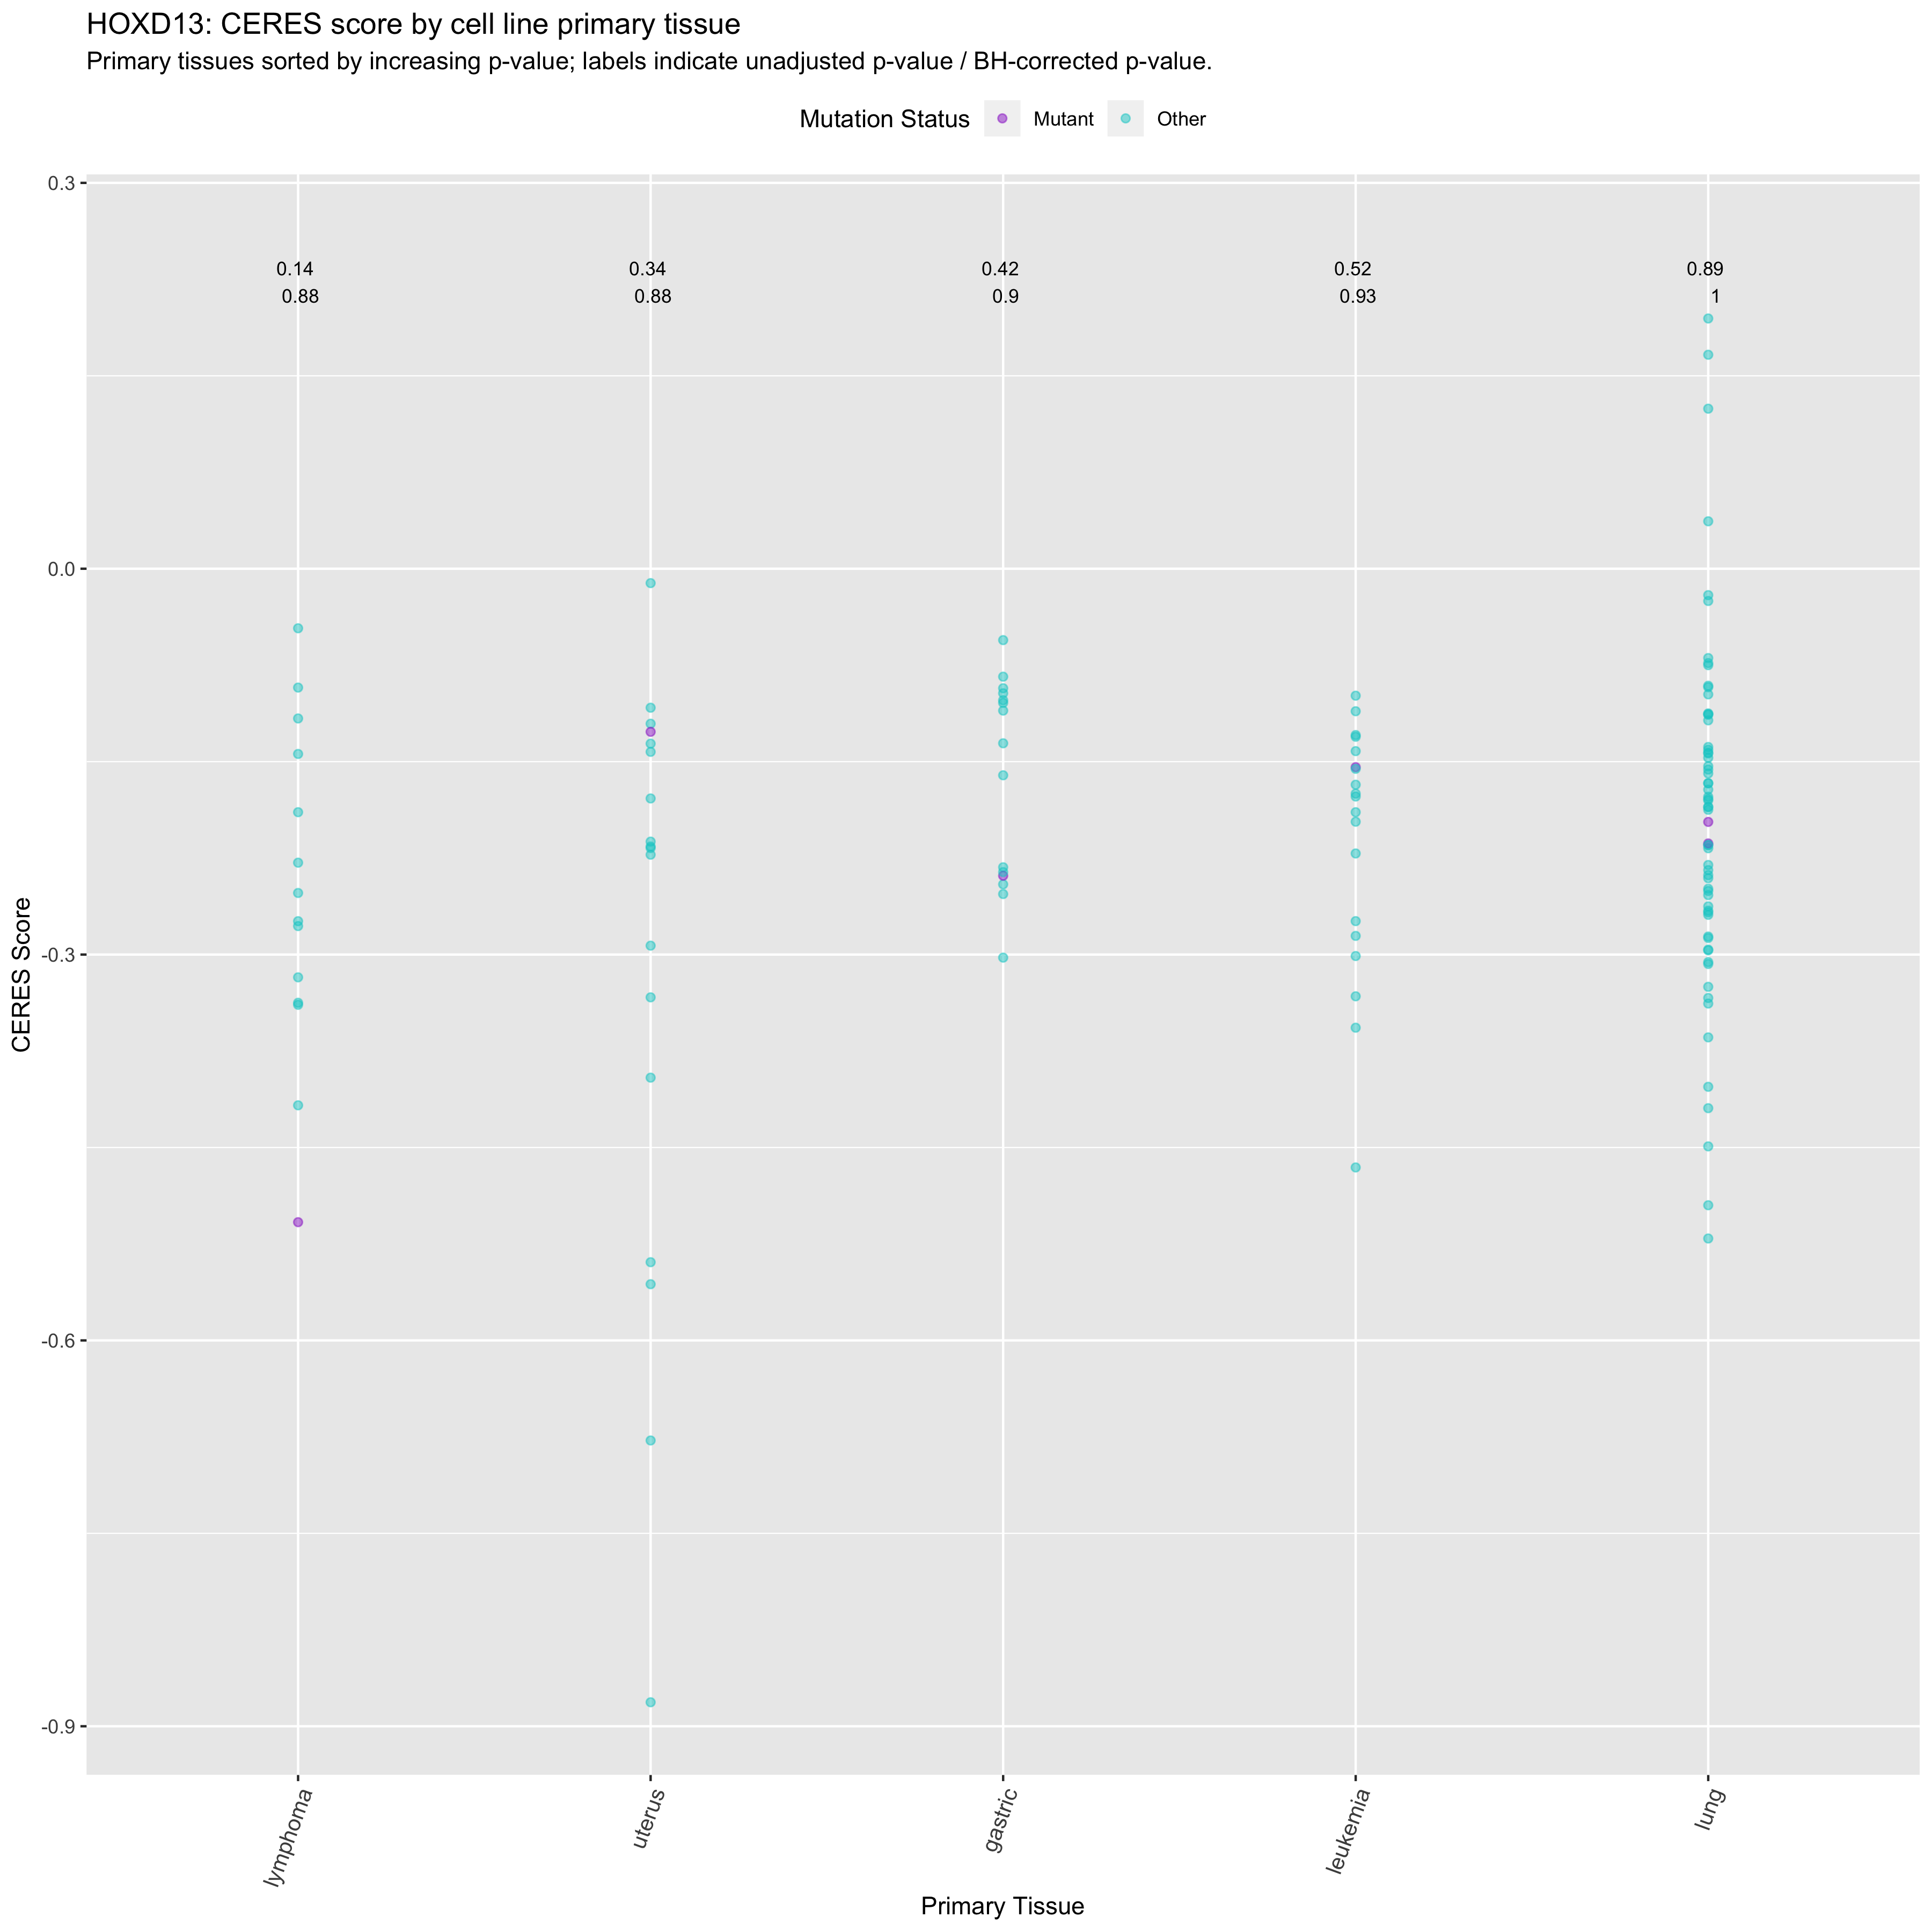 HOXD13: CERES score by cell line primary tissue
Primary tissues sorted by increasing p-value; labels indicate unadjusted p-value / BH-corrected p-value.
Mutation Status Mutant Other
0.3
0.14 0.34 0.42 0.52 0.89
0.88 0.88 0.9 0.93 1
0.0
-0.3
-0.6
-0.9
CERES Score
lymphoma uterus gastric leukemia lung
Primary Tissue